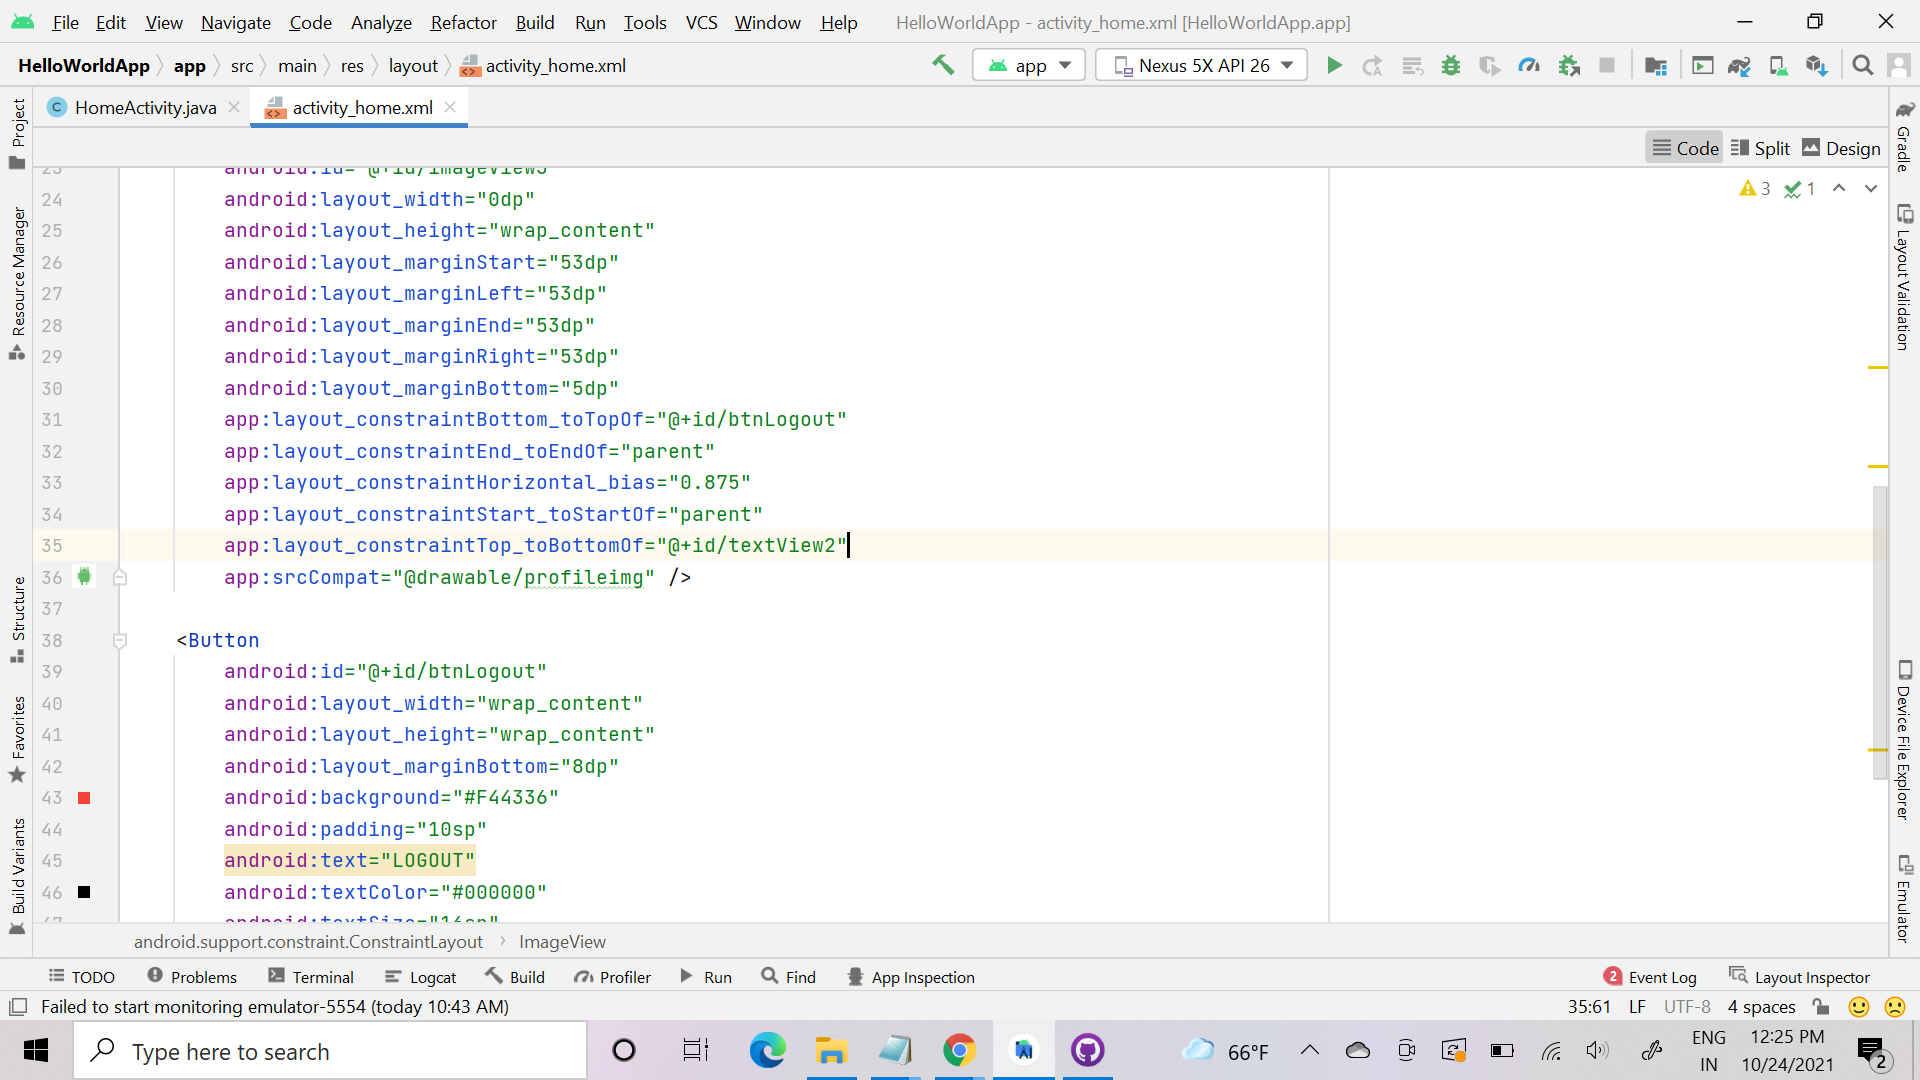 File Edit View Navigate Code Analyze Refactor Build Run Tools VCS Window Help HelloWorldApp - activity_home.xml [HelloWorldApp.app]
HelloWorldApp app src main res layout activity_home.xml app Nexus 5X API 26
HomeActivity.java activity_home.xml
Code Split Design
3 1
23 android:id="@+id/imageView3"
24 android:layout_width="0dp"
25 android:layout_height="wrap_content"
26 android:layout_marginStart="53dp"
27 android:layout_marginLeft="53dp"
28 android:layout_marginEnd="53dp"
29 android:layout_marginRight="53dp"
30 android:layout_marginBottom="5dp"
31 app:layout_constraintBottom_toTopOf="@+id/btnLogout"
32 app:layout_constraintEnd_toEndOf="parent"
33 app:layout_constraintHorizontal_bias="0.875"
34 app:layout_constraintStart_toStartOf="parent"
35 app:layout_constraintTop_toBottomOf="@+id/textView2"
36 app:srcCompat="@drawable/profileimg" />
37
38 <Button
39 android:id="@+id/btnLogout"
40 android:layout_width="wrap_content"
41 android:layout_height="wrap_content"
42 android:layout_marginBottom="8dp"
43 android:background="#F44336"
44 android:padding="10sp"
45 android:text="LOGOUT"
46 android:textColor="#000000"
47 android:textSize="16sp"
android.support.constraint.ConstraintLayout ImageView
Project
Resource Manager
Structure
Favorites
Build Variants
Gradle
Layout Validation
Device File Explorer
Emulator
TODO Problems Terminal Logcat Build Profiler Run Find App Inspection 2 Event Log Layout Inspector
Failed to start monitoring emulator-5554 (today 10:43 AM) 35:61 LF UTF-8 4 spaces
Type here to search
66°F
ENG
IN
12:25 PM
10/24/2021
2